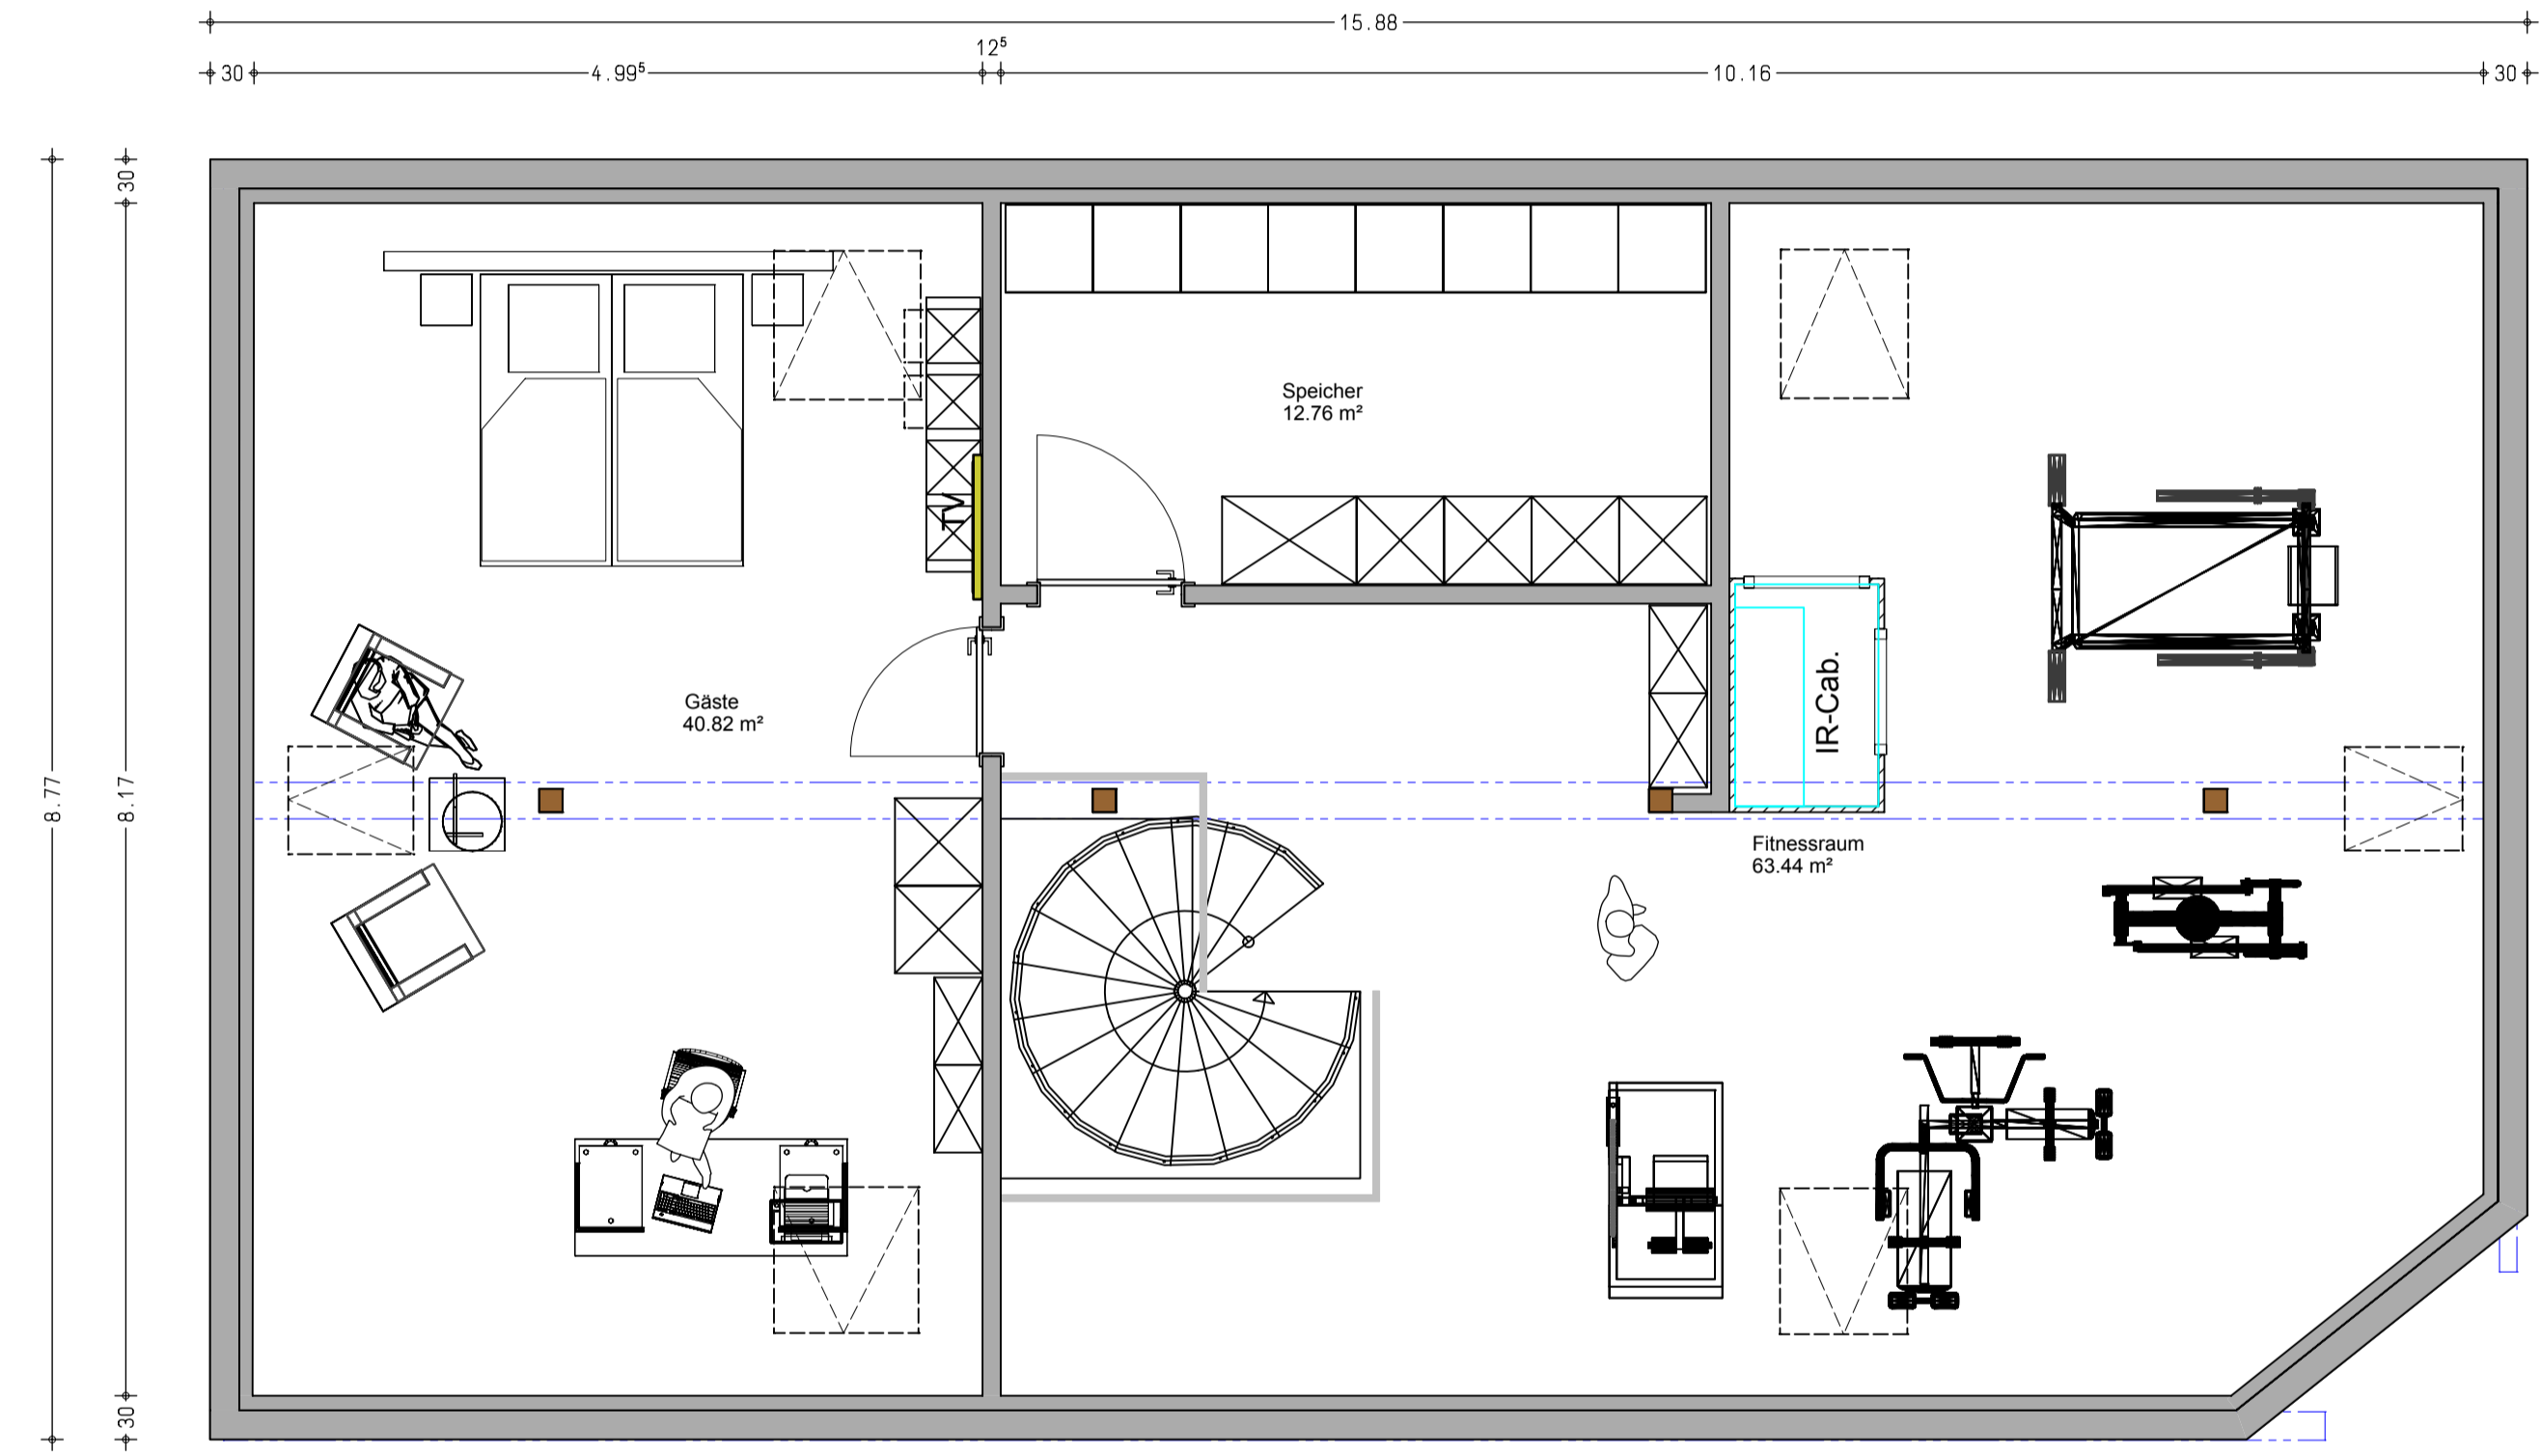 15.88
12⁵
30 4.99⁵ 10.16 30
30
8.77
8.17
30
Speicher
12.76 m²
TV
Gäste
40.82 m²
IR-Cab.
Fitnessraum
63.44 m²